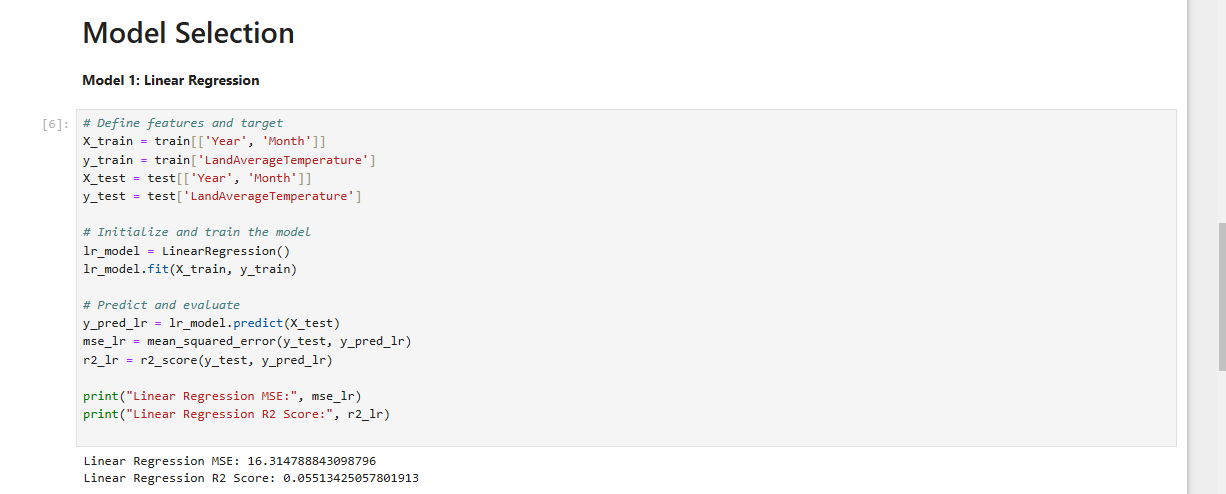 Model Selection
Model 1: Linear Regression
[6]:
# Define features and target
X_train = train[['Year', 'Month']]
y_train = train['LandAverageTemperature']
X_test = test[['Year', 'Month']]
y_test = test['LandAverageTemperature']
# Initialize and train the model
lr_model = LinearRegression()
lr_model.fit(X_train, y_train)
# Predict and evaluate
y_pred_lr = lr_model.predict(X_test)
mse_lr = mean_squared_error(y_test, y_pred_lr)
r2_lr = r2_score(y_test, y_pred_lr)
print("Linear Regression MSE:", mse_lr)
print("Linear Regression R2 Score:", r2_lr)
Linear Regression MSE: 16.314788843098796
Linear Regression R2 Score: 0.05513425057801913